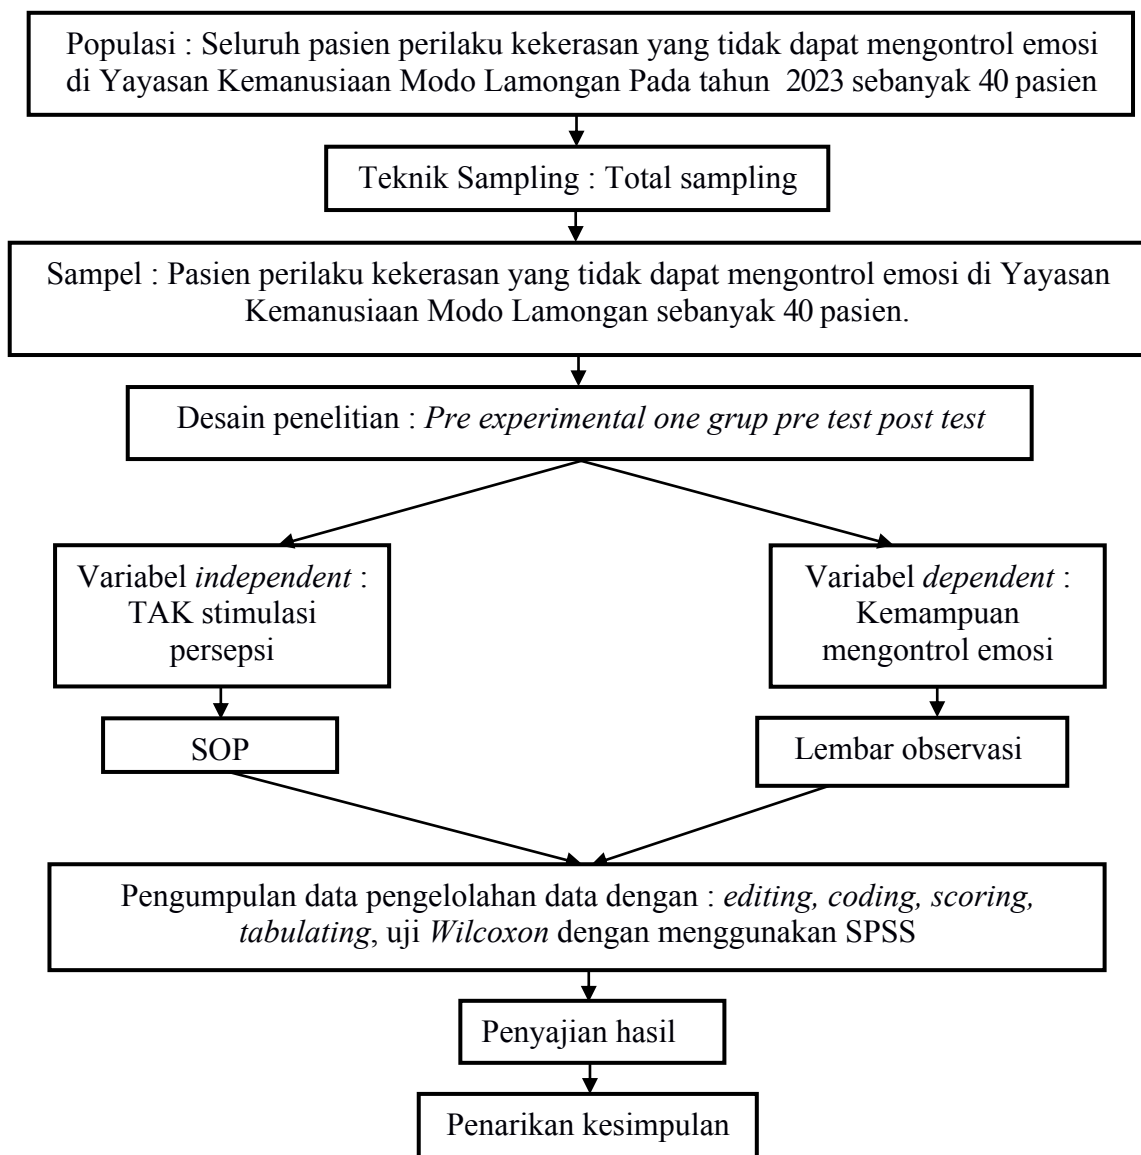 Populasi : Seluruh pasien perilaku kekerasan yang tidak dapat mengontrol emosi
di Yayasan Kemanusiaan Modo Lamongan Pada tahun 2023 sebanyak 40 pasien
Teknik Sampling : Total sampling
Sampel : Pasien perilaku kekerasan yang tidak dapat mengontrol emosi di Yayasan
Kemanusiaan Modo Lamongan sebanyak 40 pasien.
Desain penelitian : Pre experimental one grup pre test post test
Variabel independent :
TAK stimulasi
persepsi
Variabel dependent :
Kemampuan
mengontrol emosi
SOP
Lembar observasi
Pengumpulan data pengelolahan data dengan : editing, coding, scoring,
tabulating, uji Wilcoxon dengan menggunakan SPSS
Penyajian hasil
Penarikan kesimpulan